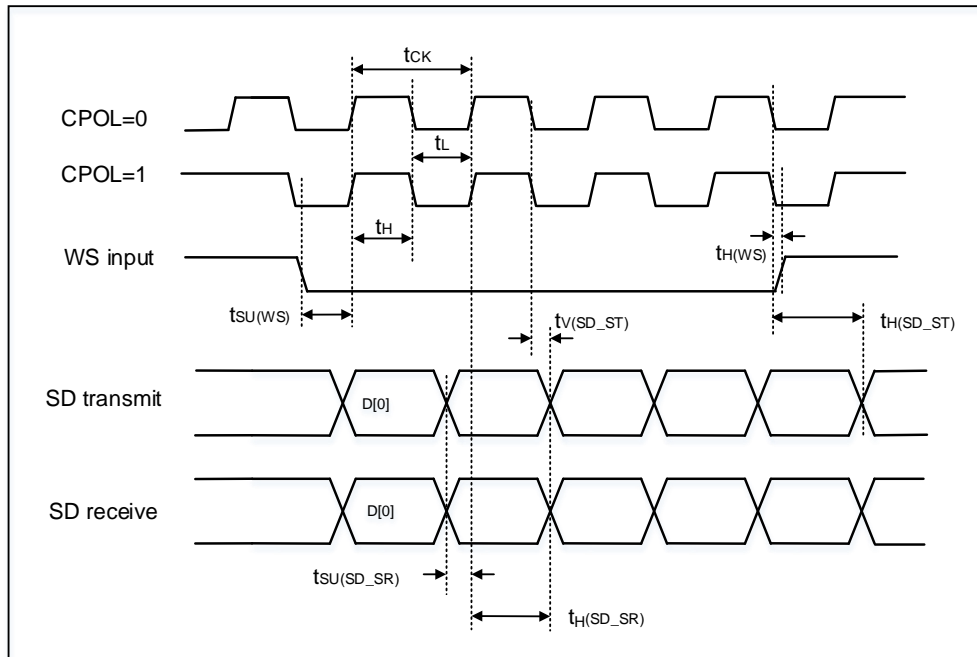 tCK
CPOL=0
tL
CPOL=1
tH
WS input
tH(WS)
tSU(WS)
tV(SD_ST)
tH(SD_ST)
SD transmit
D[0]
SD receive
D[0]
tSU(SD_SR)
tH(SD_SR)